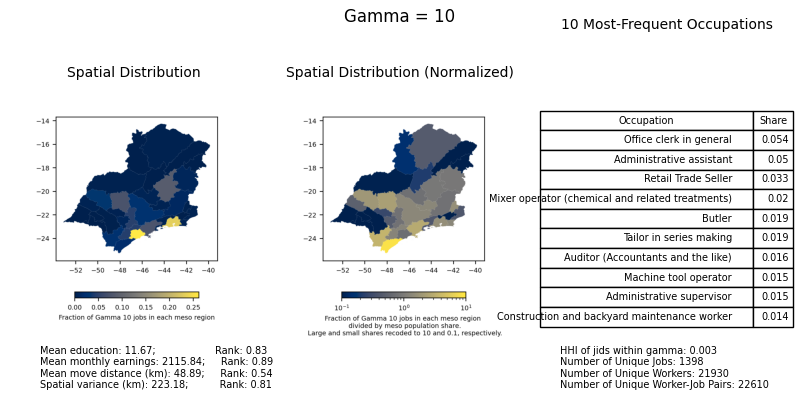 Gamma = 10
10 Most-Frequent Occupations
Spatial Distribution
Spatial Distribution (Normalized)
−14
−16
−18
−20
−22
−24
−52 −50 −48 −46 −44 −42 −40
0.00 0.05 0.10 0.15 0.20 0.25
Fraction of Gamma 10 jobs in each meso region
−14
−16
−18
−20
−22
−24
−52 −50 −48 −46 −44 −42 −40
10⁻¹ 10⁰ 10¹
Fraction of Gamma 10 jobs in each meso region
divided by meso population share.
Large and small shares recoded to 10 and 0.1, respectively.
Occupation Share
Office clerk in general 0.054
Administrative assistant 0.05
Retail Trade Seller 0.033
Mixer operator (chemical and related treatments) 0.02
Butler 0.019
Tailor in series making 0.019
Auditor (Accountants and the like) 0.016
Machine tool operator 0.015
Administrative supervisor 0.015
Construction and backyard maintenance worker 0.014
Mean education: 11.67; Rank: 0.83
Mean monthly earnings: 2115.84; Rank: 0.89
Mean move distance (km): 48.89; Rank: 0.54
Spatial variance (km): 223.18; Rank: 0.81
HHI of jids within gamma: 0.003
Number of Unique Jobs: 1398
Number of Unique Workers: 21930
Number of Unique Worker-Job Pairs: 22610